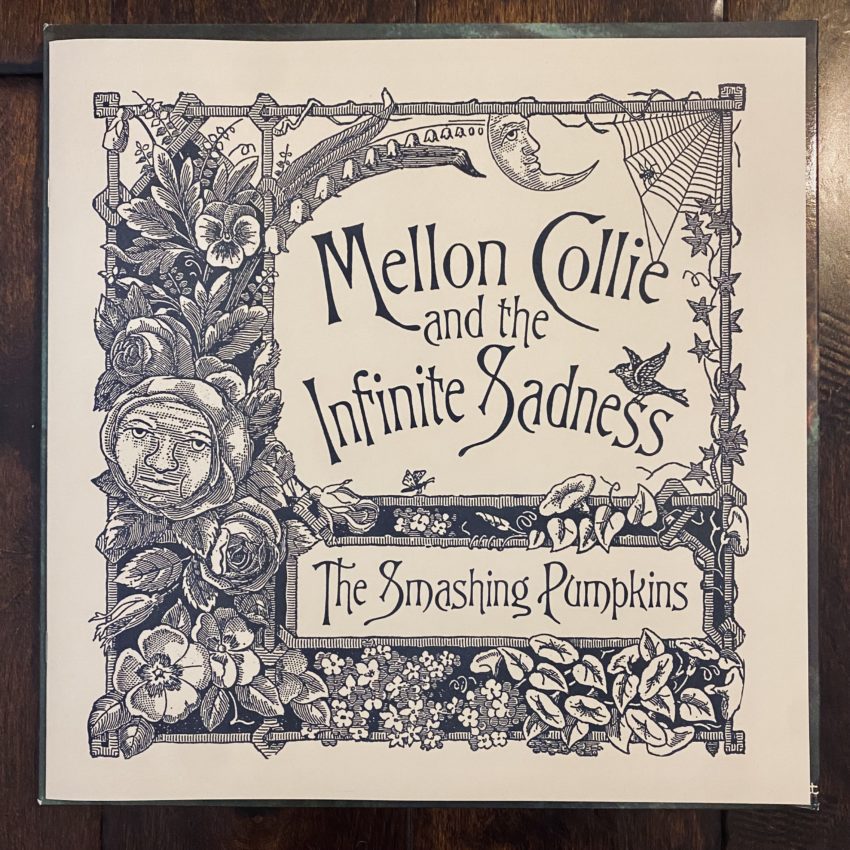 Mellon Collie
and the
Infinite Sadness
The Smashing Pumpkins
t